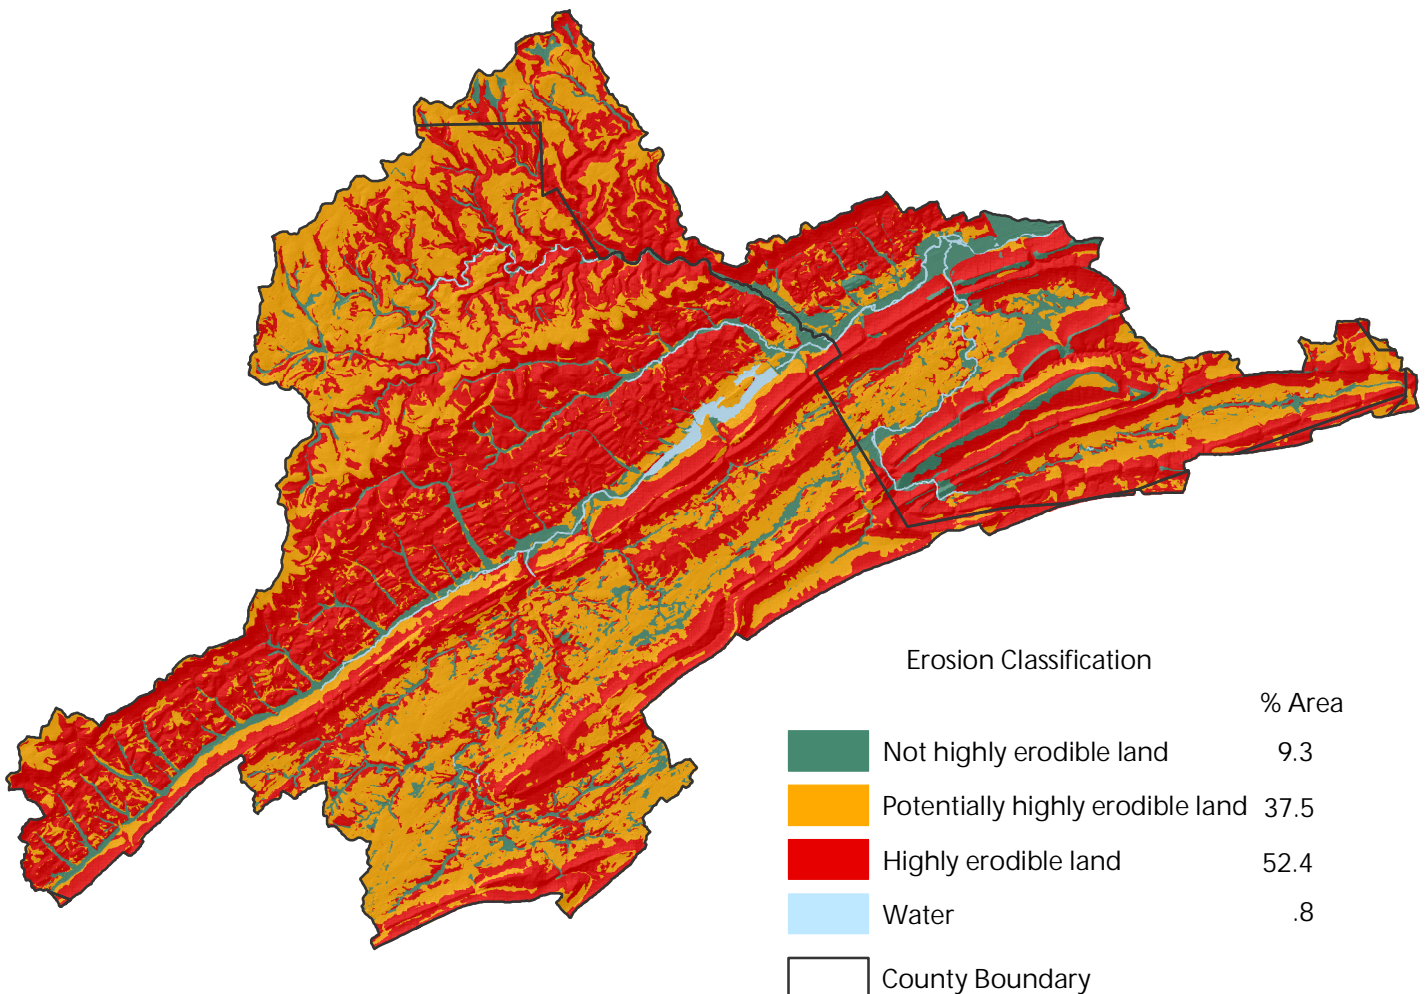 Erosion Classification
% Area
Not highly erodible land 9.3
Potentially highly erodible land 37.5
Highly erodible land 52.4
Water .8
County Boundary